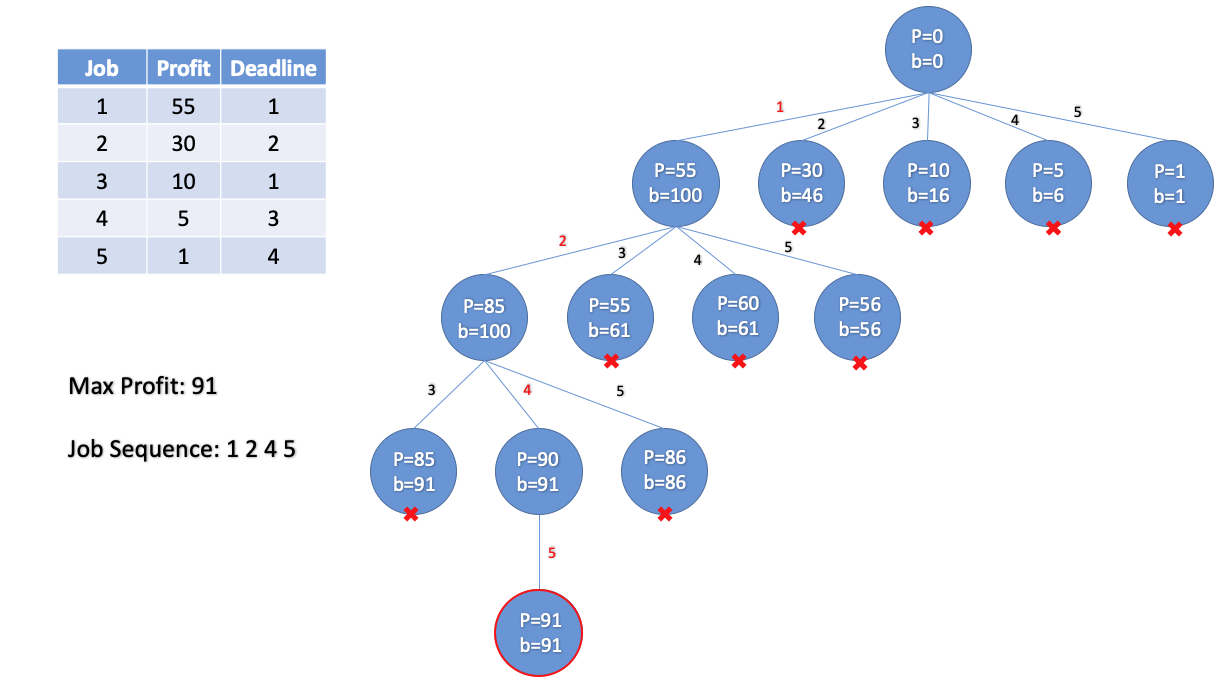 Job Profit Deadline
1 55 1
2 30 2
3 10 1
4 5 3
5 1 4
Max Profit: 91
Job Sequence: 1 2 4 5
P=0
b=0
1
2
3
4
5
P=55
b=100
P=30
b=46
P=10
b=16
P=5
b=6
P=1
b=1
2
3
4
5
P=85
b=100
P=55
b=61
P=60
b=61
P=56
b=56
3
4
5
P=85
b=91
P=90
b=91
P=86
b=86
5
P=91
b=91